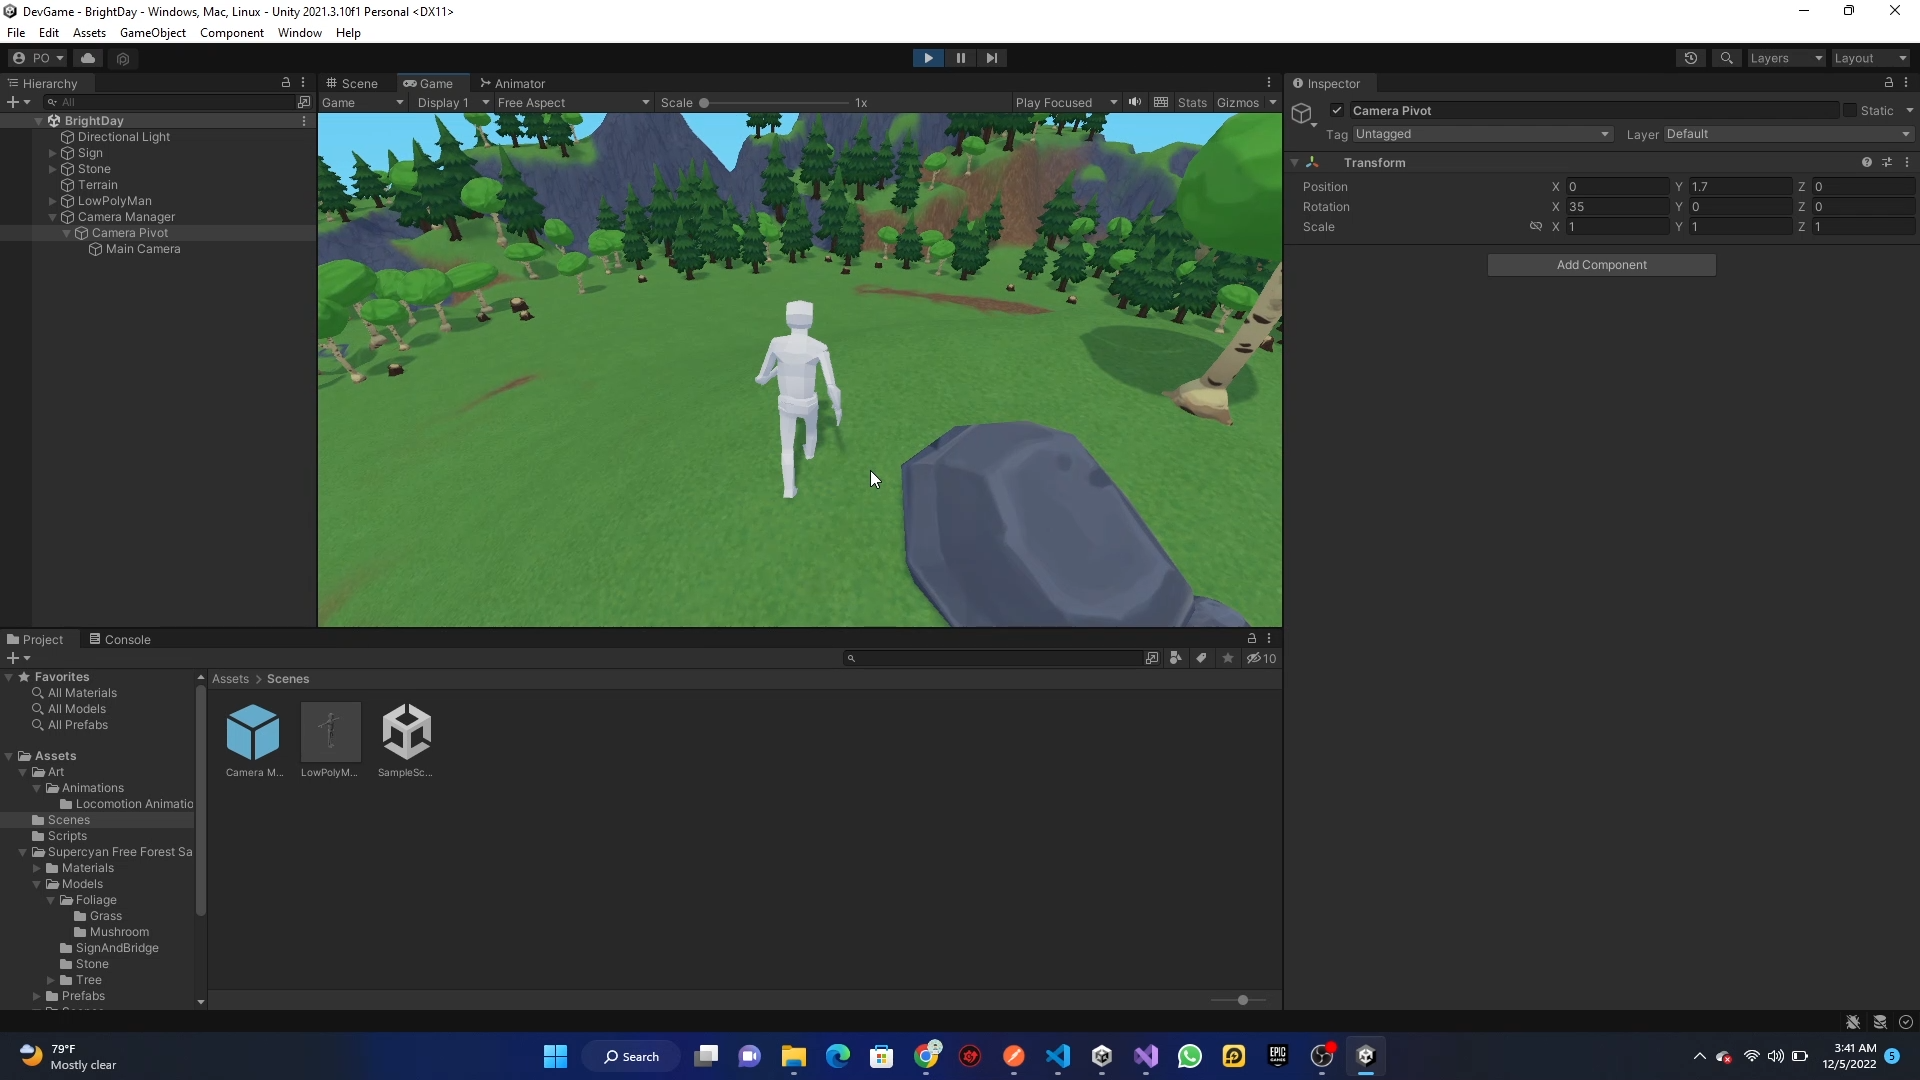 DevGame - BrightDay - Windows, Mac, Linux - Unity 2021.3.10f1 Personal <DX11>
File Edit Assets GameObject Component Window Help
PO Layers Layout
Hierarchy Scene Game Animator Inspector
All Game Display 1 Free Aspect Scale 1x Play Focused Stats Gizmos Camera Pivot Static
BrightDay
Directional Light
Sign
Stone
Terrain
LowPolyMan
Camera Manager
Camera Pivot
Main Camera
Tag Untagged Layer Default
Transform
Position X 0 Y 1.7 Z 0
Rotation X 35 Y 0 Z 0
Scale X 1 Y 1 Z 1
Add Component
Project Console
10
Favorites
All Materials
All Models
All Prefabs
Assets
Art
Animations
Locomotion Animatio
Scenes
Scripts
Supercyan Free Forest Sa
Materials
Models
Foliage
Grass
Mushroom
SignAndBridge
Stone
Tree
Prefabs
Assets > Scenes
Camera M... LowPolyM... SampleSc...
79°F
Mostly clear
Search
EPIC
GAMES
3:41 AM
12/5/2022
5